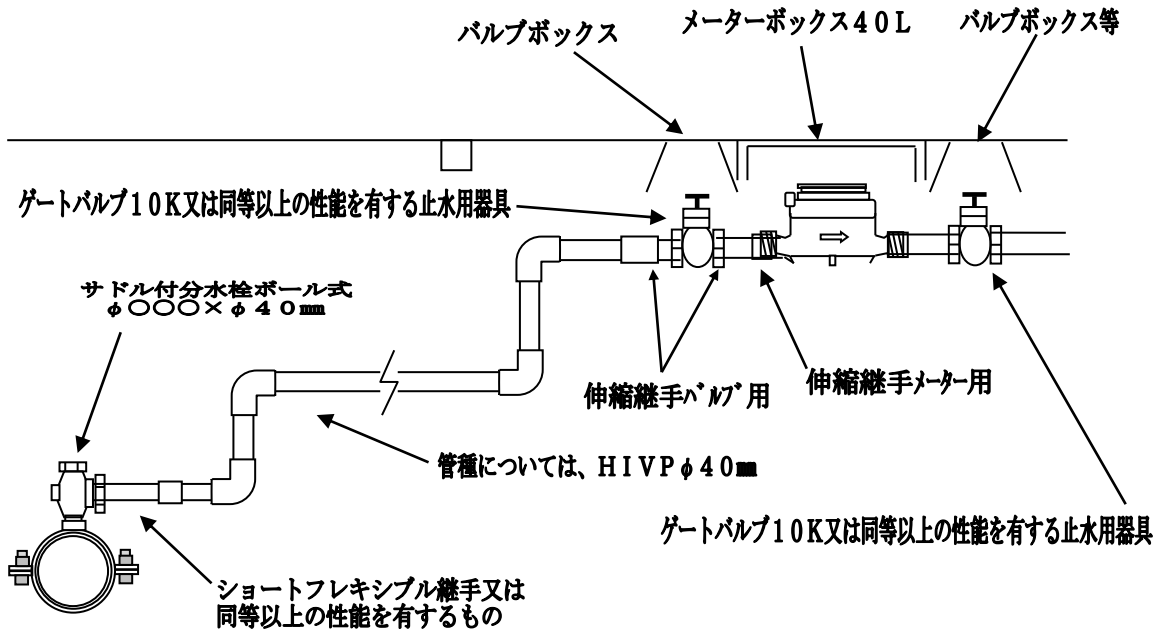 バルブボックス
メーターボックス４０Ｌ
バルブボックス等
ゲートバルブ１０Ｋ又は同等以上の性能を有する止水用器具
サドル付分水栓ボール式
φ〇〇〇×φ４０㎜
伸縮継手ﾊﾞﾙﾌﾞ用
伸縮継手ﾒｰﾀｰ用
管種については、ＨＩＶＰφ４０㎜
ゲートバルブ１０Ｋ又は同等以上の性能を有する止水用器具
ショートフレキシブル継手又は
同等以上の性能を有するもの